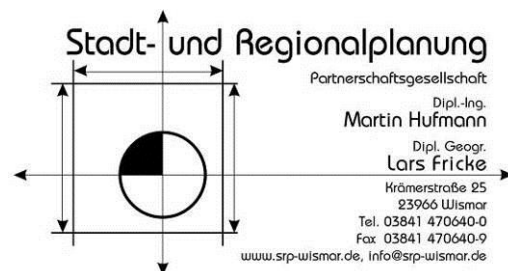 Stadt- und Regionalplanung
Partnerschaftsgesellschaft
Dipl.-Ing.
Martin Hufmann
Dipl. Geogr.
Lars Fricke
Krämerstraße 25
23966 Wismar
Tel. 03841 470640-0
Fax 03841 470640-9
www.srp-wismar.de, info@srp-wismar.de